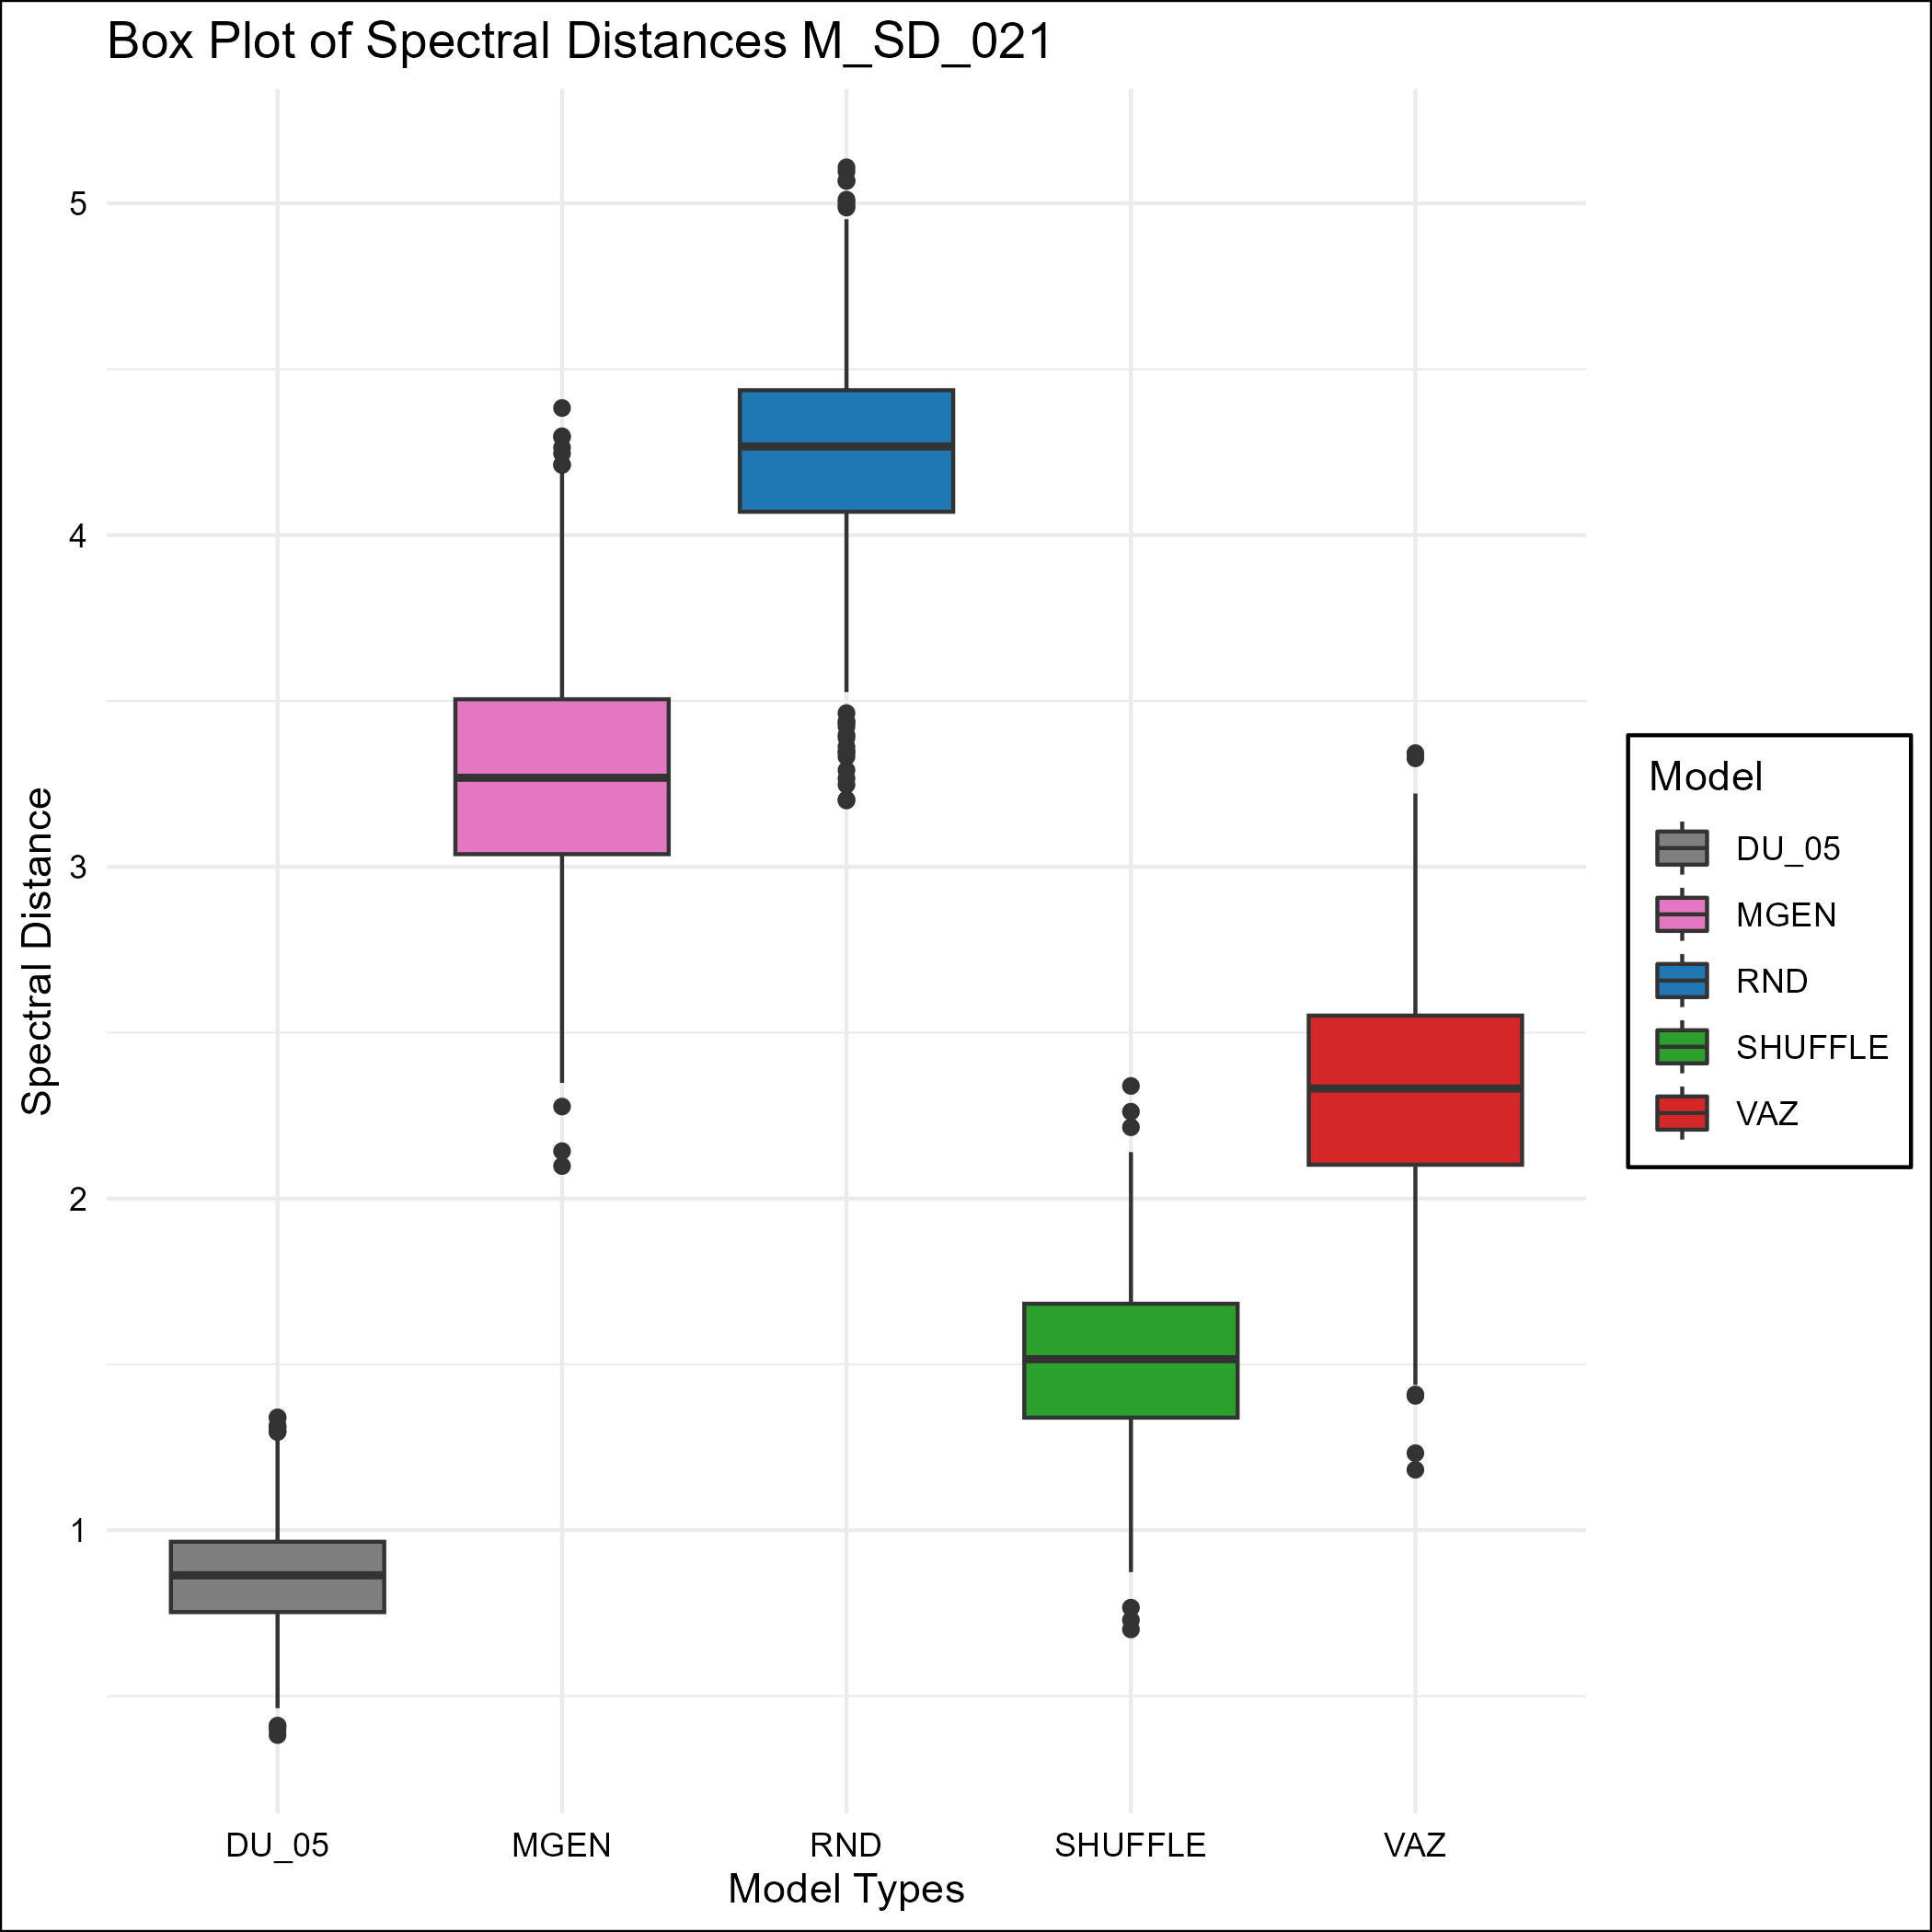 Box Plot of Spectral Distances M_SD_021
Spectral Distance
5
4
3
2
1
DU_05
MGEN
RND
SHUFFLE
VAZ
Model Types
Model
DU_05
MGEN
RND
SHUFFLE
VAZ